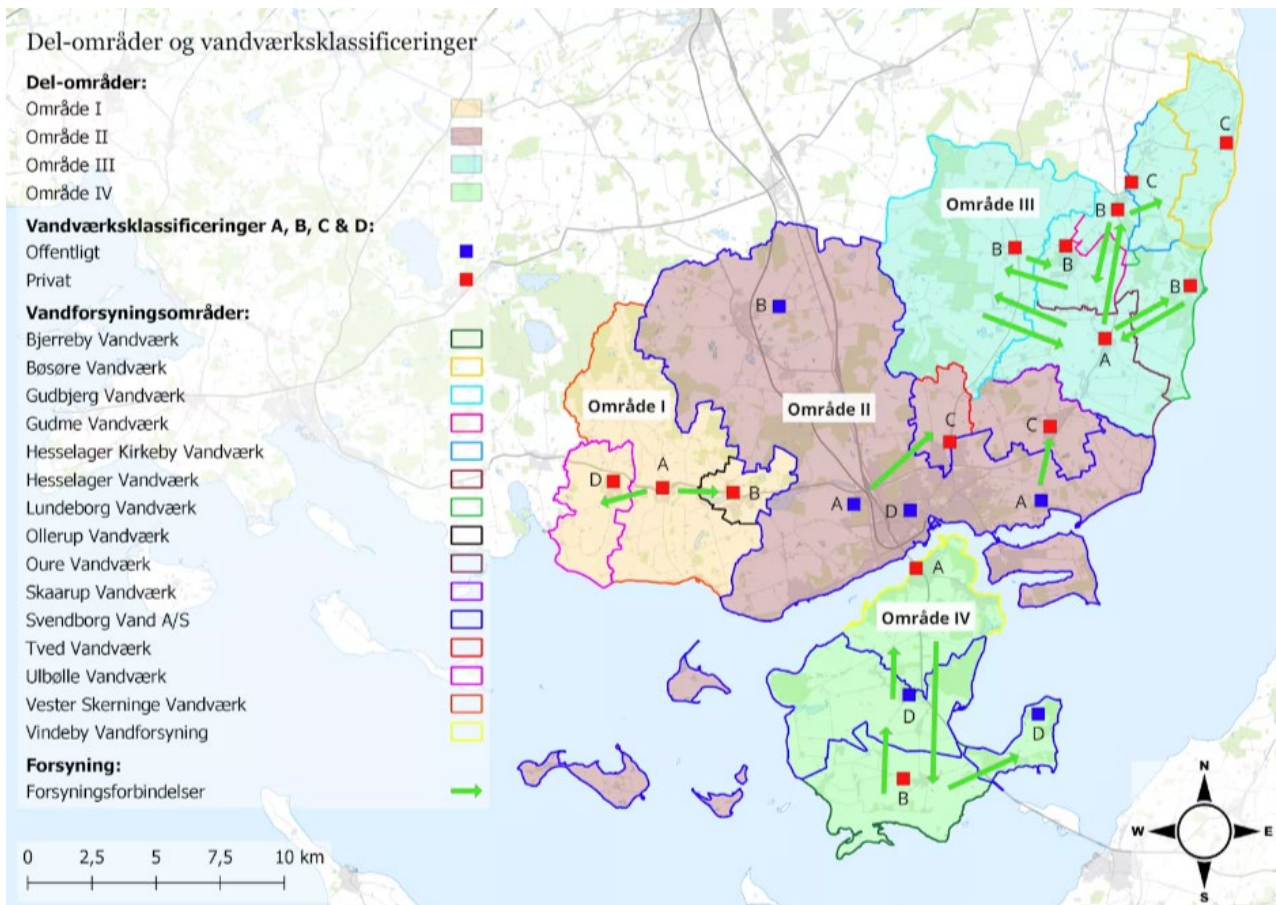 Del-områder og vandværksklassificeringer
Del-områder:
Område I
Område II
Område III
Område IV
Vandværksklassificeringer A, B, C & D:
Offentligt
Privat
Vandforsyningsområder:
Bjerreby Vandværk
Bøsøre Vandværk
Gudbjerg Vandværk
Gudme Vandværk
Hesselager Kirkeby Vandværk
Hesselager Vandværk
Lundeborg Vandværk
Ollerup Vandværk
Oure Vandværk
Skaarup Vandværk
Svendborg Vand A/S
Tved Vandværk
Ulbølle Vandværk
Vester Skerninge Vandværk
Vindeby Vandforsyning
Forsyning:
Forsyningsforbindelser
0 2,5 5 7,5 10 km
C
C
Område III
B
B
B
B
B
A
Område I
Område II
C
C
D
A
B
A
D
A
A
Område IV
D
D
B
N
W
E
S